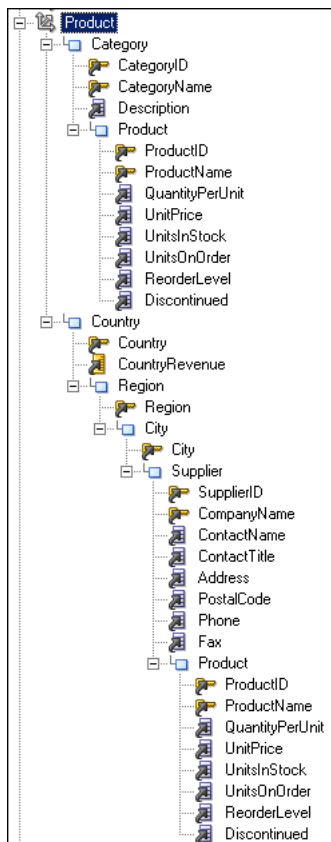 Product
Category
CategoryID
CategoryName
Description
Product
ProductID
ProductName
QuantityPerUnit
UnitPrice
UnitsInStock
UnitsOnOrder
ReorderLevel
Discontinued
Country
Country
CountryRevenue
Region
Region
City
City
Supplier
SupplierID
CompanyName
ContactName
ContactTitle
Address
PostalCode
Phone
Fax
Product
ProductID
ProductName
QuantityPerUnit
UnitPrice
UnitsInStock
UnitsOnOrder
ReorderLevel
Discontinued